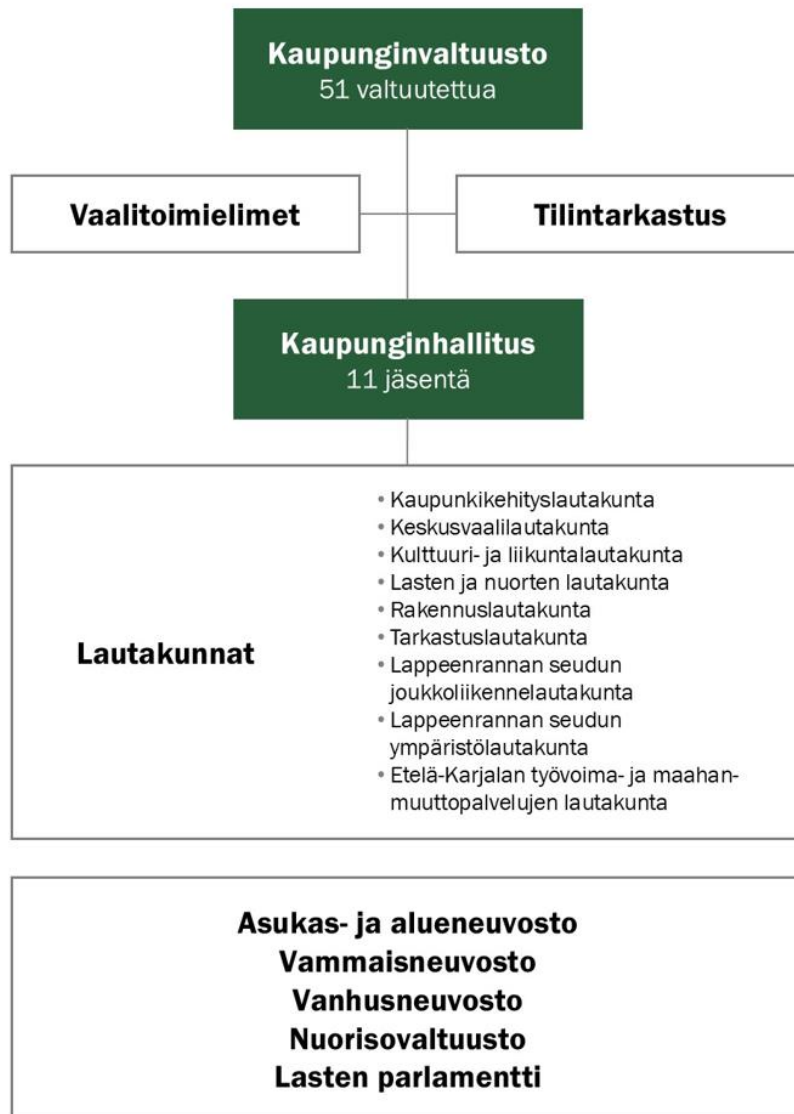 Kaupunginvaltuusto
51 valtuutettua
Vaalitoimielimet
Tilintarkastus
Kaupunginhallitus
11 jäsentä
Lautakunnat
• Kaupunkikehityslautakunta
• Keskusvaalilautakunta
• Kulttuuri- ja liikuntalautakunta
• Lasten ja nuorten lautakunta
• Rakennuslautakunta
• Tarkastuslautakunta
• Lappeenrannan seudun
joukkoliikennelautakunta
• Lappeenrannan seudun
ympäristölautakunta
• Etelä-Karjalan työvoima- ja maahan-
muuttopalvelujen lautakunta
Asukas- ja alueneuvosto
Vammaisneuvosto
Vanhusneuvosto
Nuorisovaltuusto
Lasten parlamentti